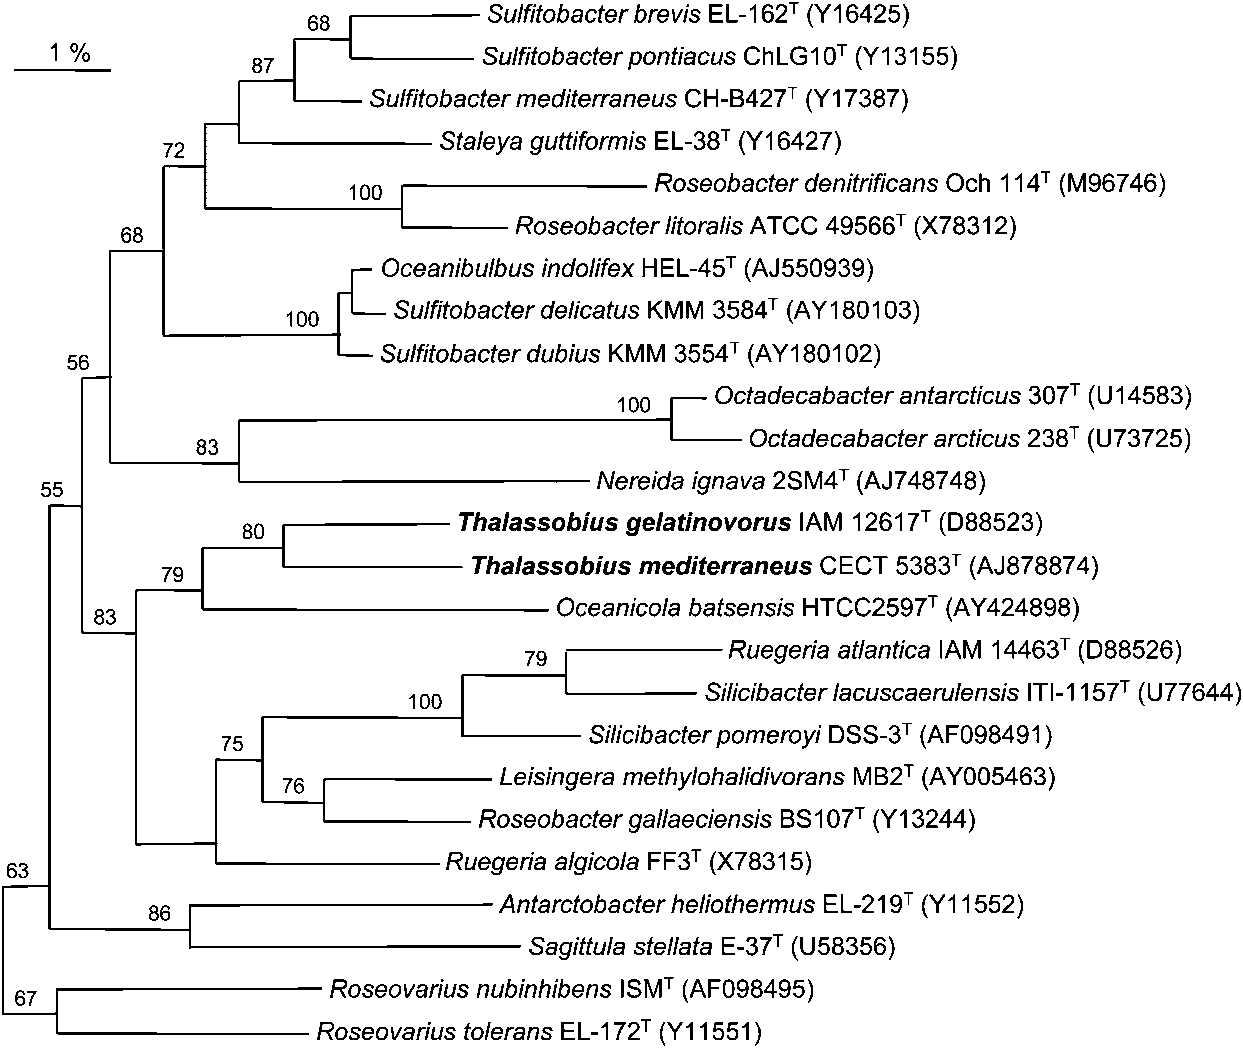 68
Sulfitobacter brevis EL-162ᵀ (Y16425)
1 %
87
Sulfitobacter pontiacus ChLG10ᵀ (Y13155)
Sulfitobacter mediterraneus CH-B427ᵀ (Y17387)
Staleya guttiformis EL-38ᵀ (Y16427)
72
100
Roseobacter denitrificans Och 114ᵀ (M96746)
Roseobacter litoralis ATCC 49566ᵀ (X78312)
68
Oceanibulbus indolifex HEL-45ᵀ (AJ550939)
100
Sulfitobacter delicatus KMM 3584ᵀ (AY180103)
Sulfitobacter dubius KMM 3554ᵀ (AY180102)
56
100
Octadecabacter antarcticus 307ᵀ (U14583)
83
Octadecabacter arcticus 238ᵀ (U73725)
Nereida ignava 2SM4ᵀ (AJ748748)
55
80
Thalassobius gelatinovorus IAM 12617ᵀ (D88523)
79
Thalassobius mediterraneus CECT 5383ᵀ (AJ878874)
83
Oceanicola batsensis HTCC2597ᵀ (AY424898)
79
Ruegeria atlantica IAM 14463ᵀ (D88526)
100
Silicibacter lacuscaerulensis ITI-1157ᵀ (U77644)
75
Silicibacter pomeroyi DSS-3ᵀ (AF098491)
76
Leisingera methylohalidivorans MB2ᵀ (AY005463)
Roseobacter gallaeciensis BS107ᵀ (Y13244)
Ruegeria algicola FF3ᵀ (X78315)
63
86
Antarctobacter heliothermus EL-219ᵀ (Y11552)
Sagittula stellata E-37ᵀ (U58356)
67
Roseovarius nubinhibens ISMᵀ (AF098495)
Roseovarius tolerans EL-172ᵀ (Y11551)